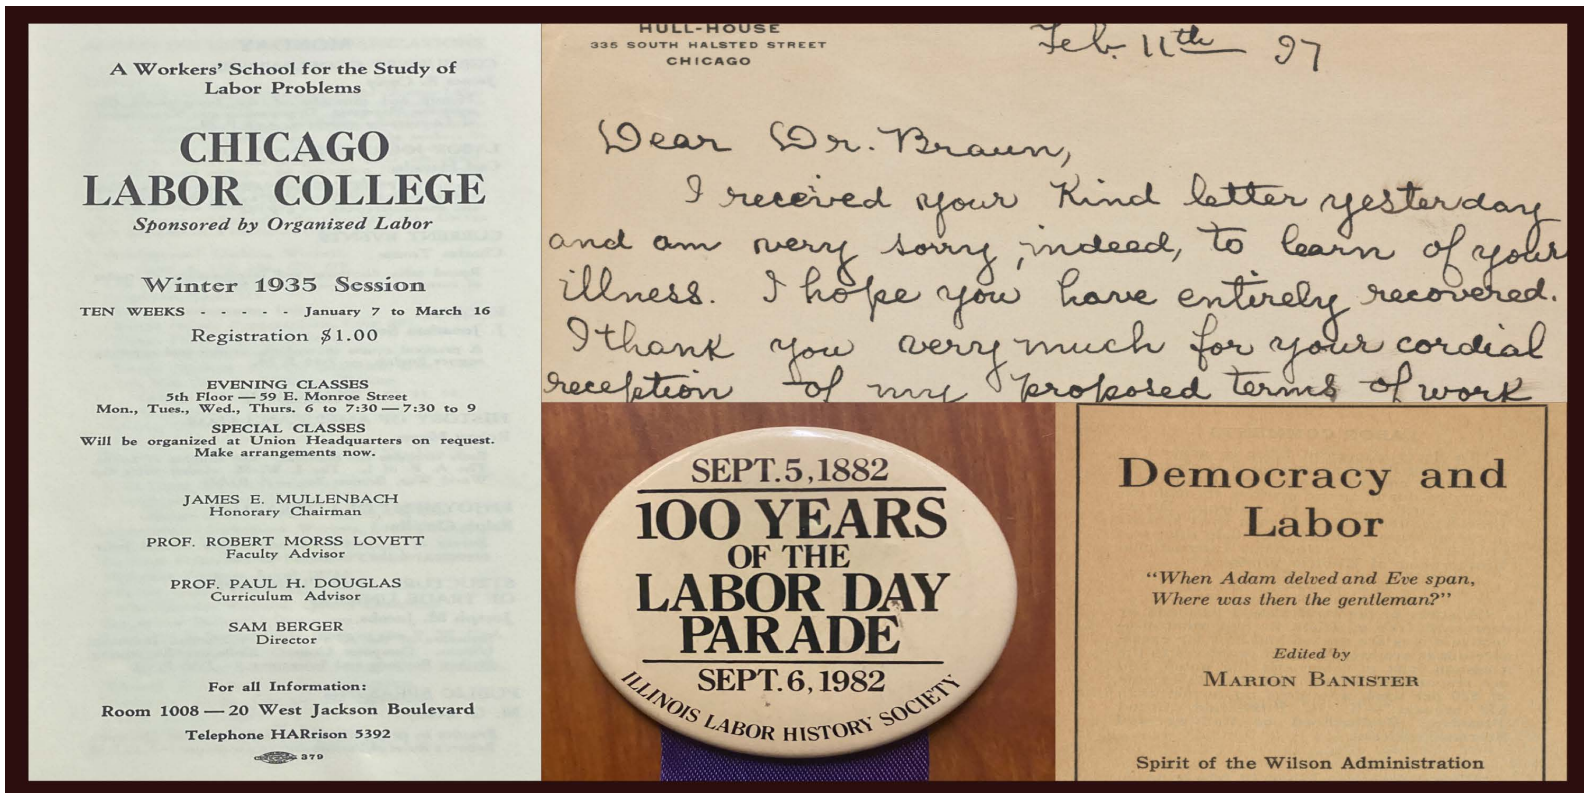 A Workers' School for the Study of
Labor Problems
CHICAGO
LABOR COLLEGE
Sponsored by Organized Labor
Winter 1935 Session
TEN WEEKS - - - - - January 7 to March 16
Registration $1.00
EVENING CLASSES
5th Floor — 59 E. Monroe Street
Mon., Tues., Wed., Thurs. 6 to 7:30 — 7:30 to 9
SPECIAL CLASSES
Will be organized at Union Headquarters on request.
Make arrangements now.
JAMES E. MULLENBACH
Honorary Chairman
PROF. ROBERT MORSS LOVETT
Faculty Advisor
PROF. PAUL H. DOUGLAS
Curriculum Advisor
SAM BERGER
Director
For all Information:
Room 1008 — 20 West Jackson Boulevard
Telephone HARrison 5392
379
HULL-HOUSE
335 SOUTH HALSTED STREET
CHICAGO
Feb. 11th 97
Dear Dr. Braun,
I received your kind letter yesterday
and am very sorry, indeed, to learn of your
illness. I hope you have entirely recovered.
I thank you very much for your cordial
reception of my proposed terms of work
SEPT. 5, 1882
100 YEARS
OF THE
LABOR DAY
PARADE
SEPT. 6, 1982
ILLINOIS LABOR HISTORY SOCIETY
Democracy and
Labor
"When Adam delved and Eve span,
Where was then the gentleman?"
Edited by
MARION BANISTER
Spirit of the Wilson Administration